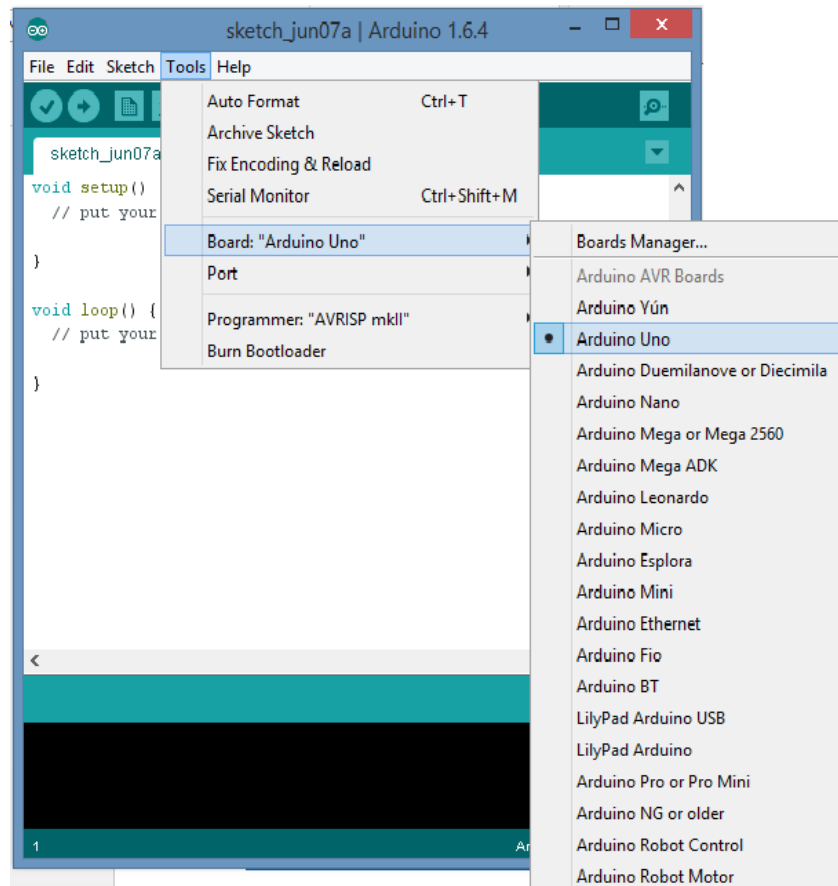 sketch_jun07a | Arduino 1.6.4
File Edit Sketch Tools Help
sketch_jun07a
void setup()
// put your
}
void loop() {
// put your
}
Auto Format Ctrl+T
Archive Sketch
Fix Encoding & Reload
Serial Monitor Ctrl+Shift+M
Board: "Arduino Uno"
Port
Programmer: "AVRISP mkII"
Burn Bootloader
Boards Manager...
Arduino AVR Boards
Arduino Yún
Arduino Uno
Arduino Duemilanove or Diecimila
Arduino Nano
Arduino Mega or Mega 2560
Arduino Mega ADK
Arduino Leonardo
Arduino Micro
Arduino Esplora
Arduino Mini
Arduino Ethernet
Arduino Fio
Arduino BT
LilyPad Arduino USB
LilyPad Arduino
Arduino Pro or Pro Mini
Arduino NG or older
Arduino Robot Control
Arduino Robot Motor
1 Ar